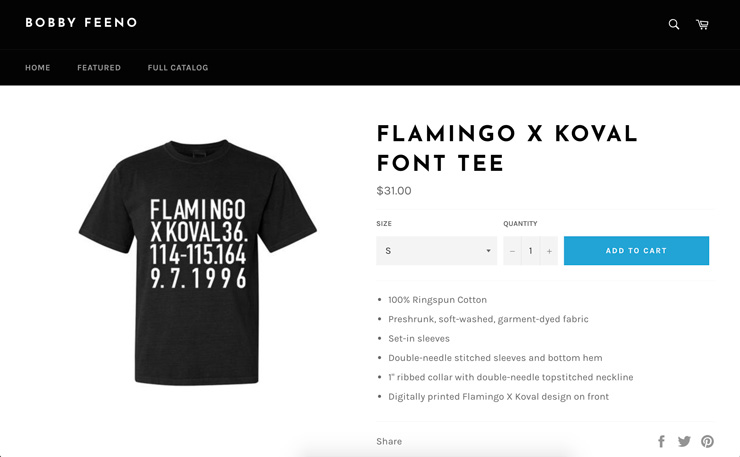 BOBBY FEENO
HOME FEATURED FULL CATALOG
FLAMINGO
X KOVAL36.
114-115.164
9.7.1996
FLAMINGO X KOVAL
FONT TEE
$31.00
SIZE QUANTITY
S − 1 + ADD TO CART
100% Ringspun Cotton
Preshrunk, soft-washed, garment-dyed fabric
Set-in sleeves
Double-needle stitched sleeves and bottom hem
1" ribbed collar with double-needle topstitched neckline
Digitally printed Flamingo X Koval design on front
Share